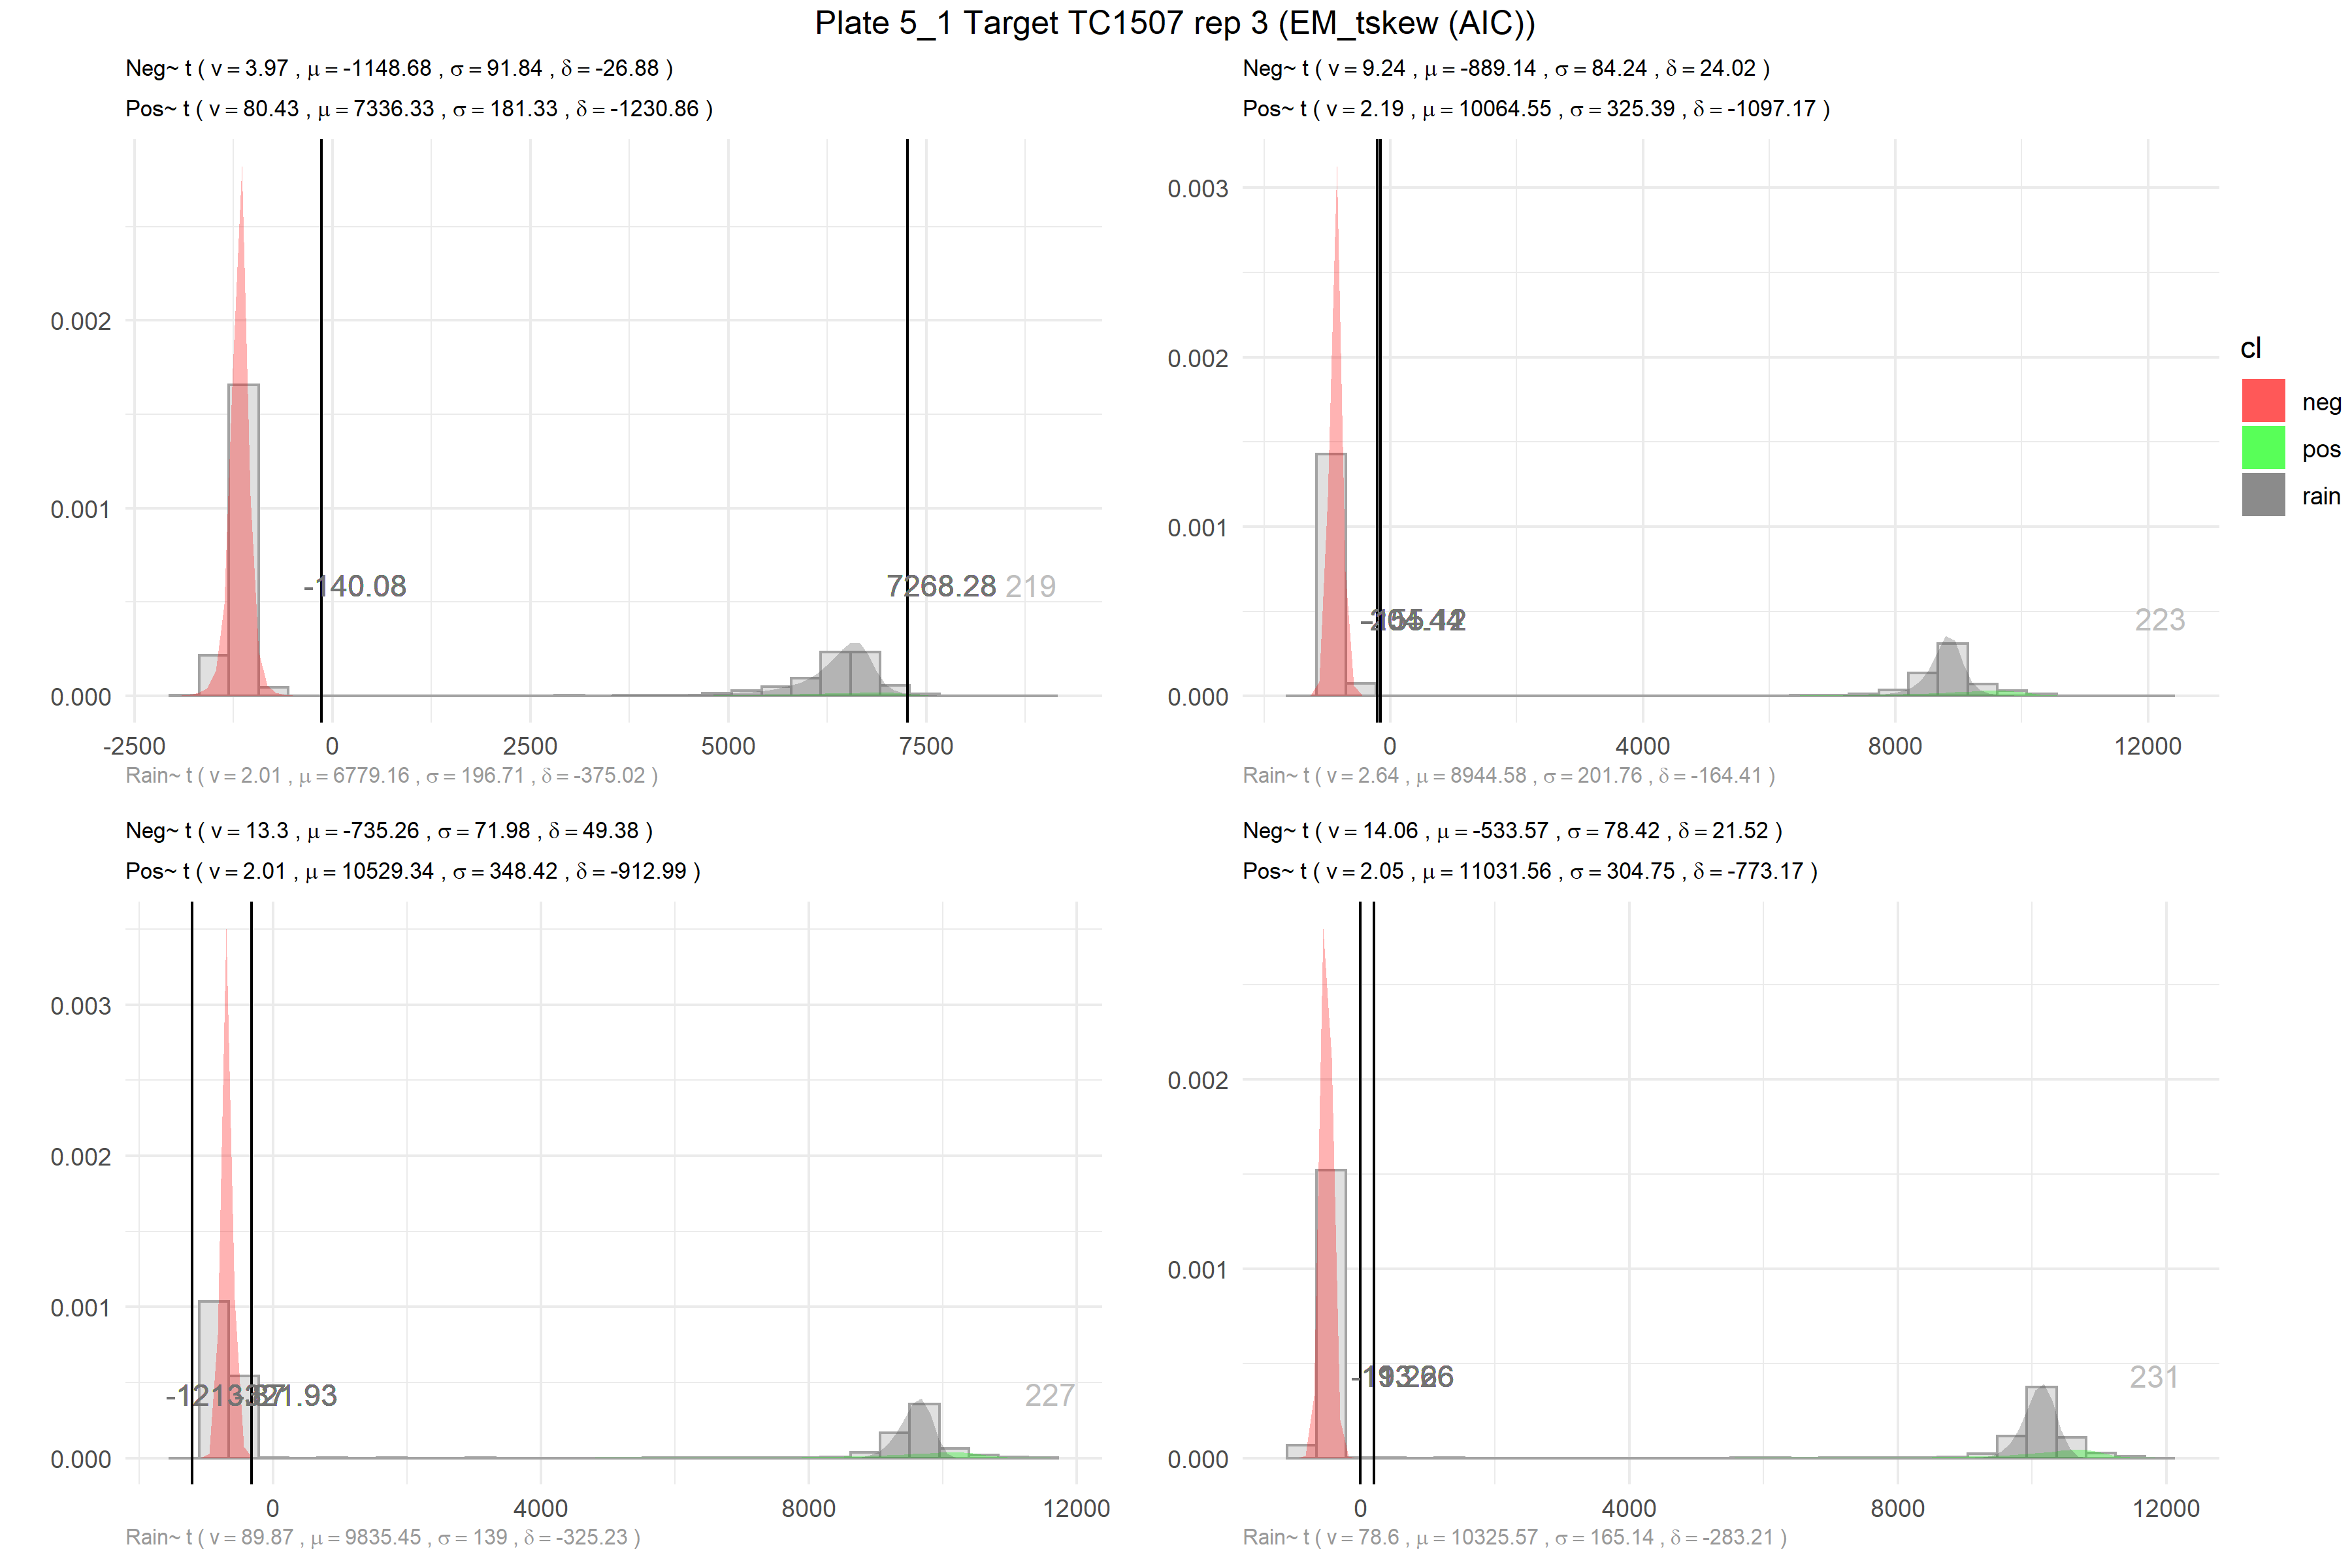 Plate 5_1 Target TC1507 rep 3 (EM_tskew (AIC))
Neg~ t ( v = 3.97 , μ = -1148.68 , σ = 91.84 , δ = -26.88 )
Pos~ t ( v = 80.43 , μ = 7336.33 , σ = 181.33 , δ = -1230.86 )
0.002
0.001
0.000
-140.08
7268.28
219
-2500
0
2500
5000
7500
Rain~ t ( v = 2.01 , μ = 6779.16 , σ = 196.71 , δ = -375.02 )
Neg~ t ( v = 9.24 , μ = -889.14 , σ = 84.24 , δ = 24.02 )
Pos~ t ( v = 2.19 , μ = 10064.55 , σ = 325.39 , δ = -1097.17 )
0.003
0.002
0.001
0.000
223
0
4000
8000
12000
Rain~ t ( v = 2.64 , μ = 8944.58 , σ = 201.76 , δ = -164.41 )
cl
neg
pos
rain
Neg~ t ( v = 13.3 , μ = -735.26 , σ = 71.98 , δ = 49.38 )
Pos~ t ( v = 2.01 , μ = 10529.34 , σ = 348.42 , δ = -912.99 )
0.003
0.002
0.001
0.000
227
0
4000
8000
12000
Rain~ t ( v = 89.87 , μ = 9835.45 , σ = 139 , δ = -325.23 )
Neg~ t ( v = 14.06 , μ = -533.57 , σ = 78.42 , δ = 21.52 )
Pos~ t ( v = 2.05 , μ = 11031.56 , σ = 304.75 , δ = -773.17 )
0.002
0.001
0.000
231
0
4000
8000
12000
Rain~ t ( v = 78.6 , μ = 10325.57 , σ = 165.14 , δ = -283.21 )